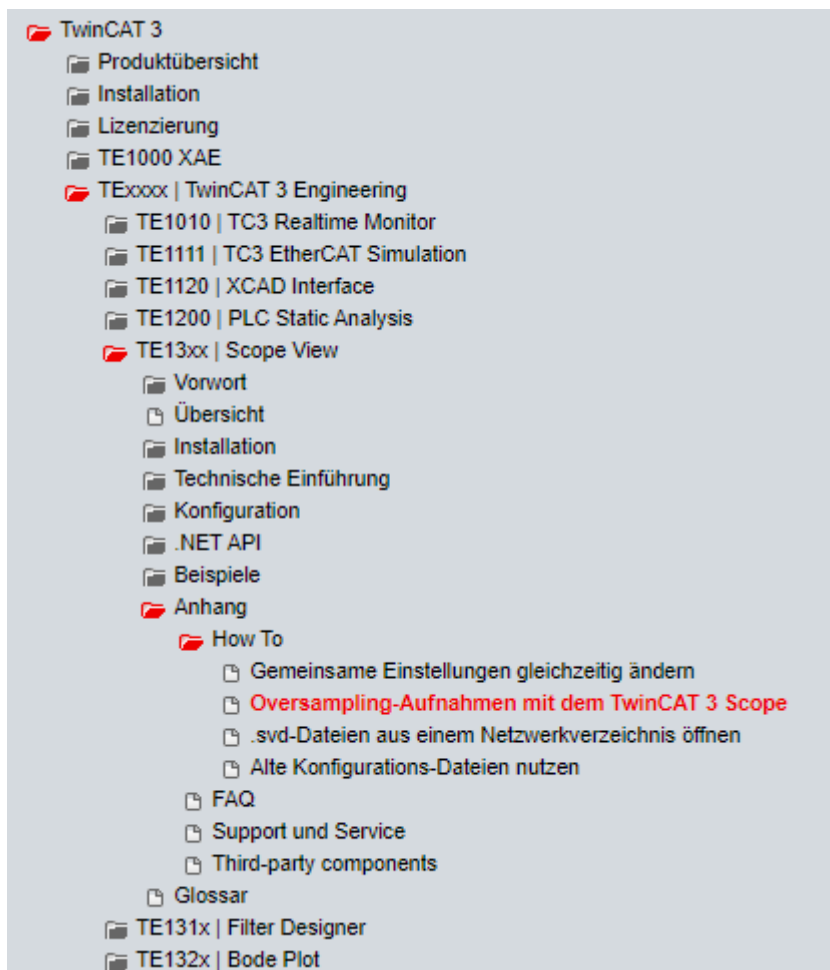 TwinCAT 3
Produktübersicht
Installation
Lizenzierung
TE1000 XAE
TExxxx | TwinCAT 3 Engineering
TE1010 | TC3 Realtime Monitor
TE1111 | TC3 EtherCAT Simulation
TE1120 | XCAD Interface
TE1200 | PLC Static Analysis
TE13xx | Scope View
Vorwort
Übersicht
Installation
Technische Einführung
Konfiguration
.NET API
Beispiele
Anhang
How To
Gemeinsame Einstellungen gleichzeitig ändern
Oversampling-Aufnahmen mit dem TwinCAT 3 Scope
.svd-Dateien aus einem Netzwerkverzeichnis öffnen
Alte Konfigurations-Dateien nutzen
FAQ
Support und Service
Third-party components
Glossar
TE131x | Filter Designer
TE132x | Bode Plot